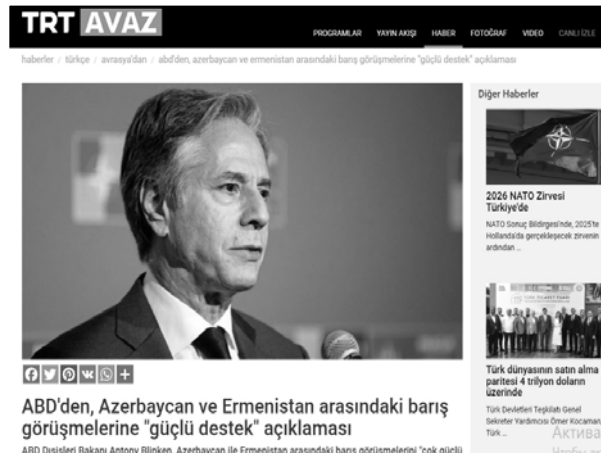 TRT AVAZ
PROGRAMLAR YAYIN AKIŞI HABER FOTOĞRAF VIDEO CANLI İZLE
haberler / türkçe / avrasya'dan / abd'den, azerbaycan ve ermenistan arasındaki barış görüşmelerine "güçlü destek" açıklaması
ABD'den, Azerbaycan ve Ermenistan arasındaki barış
görüşmelerine "güçlü destek" açıklaması
ABD Dışişleri Bakanı Antony Blinken, Azerbaycan ile Ermenistan arasındaki barış görüşmelerini "çok güçlü
Diğer Haberler
2026 NATO Zirvesi
Türkiye'de
NATO Sonuç Bildirgesi'nde, 2025'te
Hollanda'da gerçekleşecek zirvenin
ardından ...
Türk dünyasının satın alma
paritesi 4 trilyon doların
üzerinde
Türk Devletleri Teşkilatı Genel
Sekreter Yardımcısı Ömer Kocaman,
Türk ...
Актива
Чтобы ак